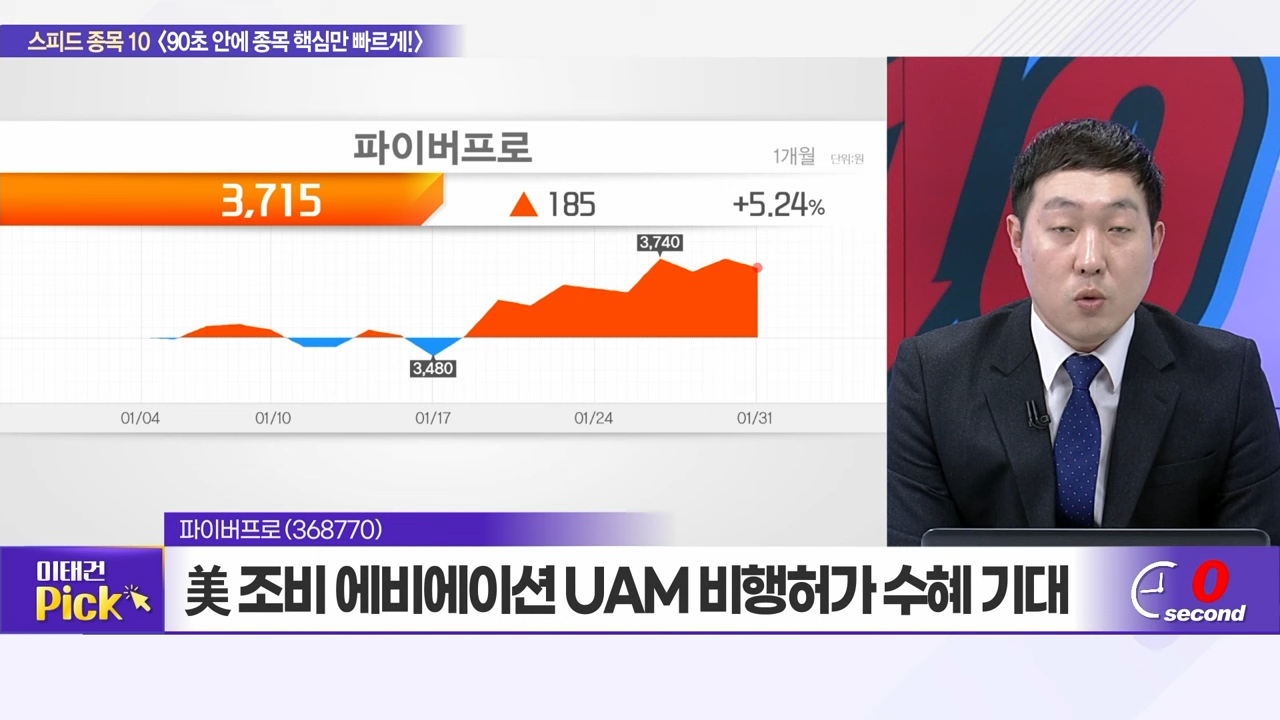 스피드 종목 10 <90초 안에 종목 핵심만 빠르게!>
파이버프로
1개월 단위:원
3,715 ▲ 185 +5.24%
3,740
3,480
01/04 01/10 01/17 01/24 01/31
파이버프로(368770)
이태건
Pick
美 조비 에비에이션 UAM 비행허가 수혜 기대
0
second